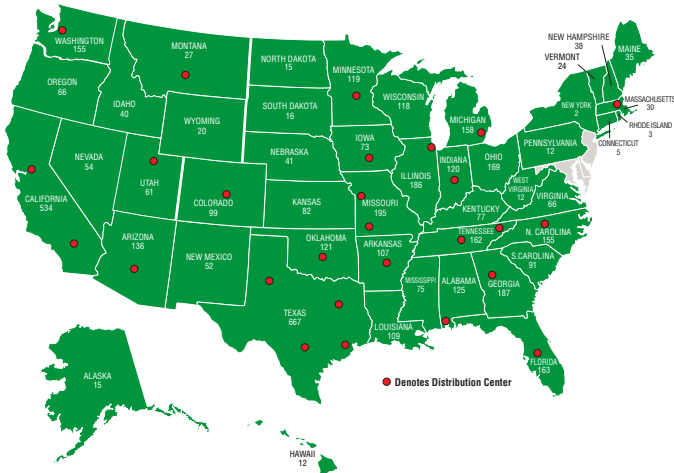 WASHINGTON
155
OREGON
66
CALIFORNIA
534
NEVADA
54
IDAHO
40
MONTANA
27
WYOMING
20
UTAH
61
COLORADO
99
ARIZONA
136
NEW MEXICO
52
NORTH DAKOTA
15
SOUTH DAKOTA
16
NEBRASKA
41
KANSAS
82
OKLAHOMA
121
TEXAS
667
MINNESOTA
119
IOWA
73
MISSOURI
195
ARKANSAS
107
LOUISIANA
109
WISCONSIN
118
ILLINOIS
186
MICHIGAN
158
INDIANA
120
OHIO
169
KENTUCKY
77
TENNESSEE
162
MISSISSIPPI
75
ALABAMA
125
GEORGIA
187
FLORIDA
163
S.CAROLINA
91
N. CAROLINA
155
VIRGINIA
66
WEST
VIRGINIA
12
PENNSYLVANIA
12
NEW YORK
2
VERMONT
24
NEW HAMPSHIRE
38
MAINE
35
MASSACHUSETTS
30
RHODE ISLAND
3
CONNECTICUT
5
ALASKA
15
HAWAII
12
Denotes Distribution Center